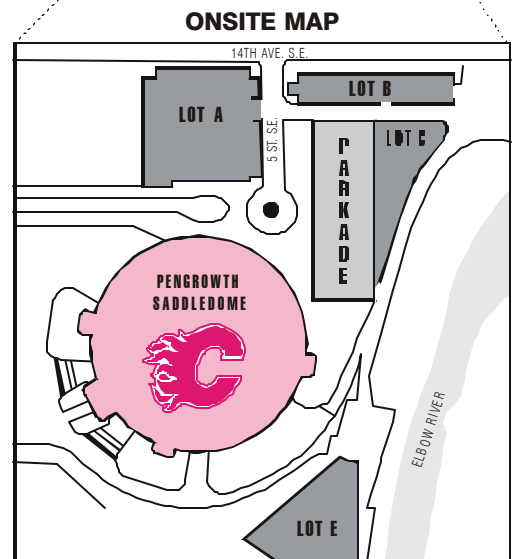 ONSITE MAP
14TH AVE. S.E.
LOT A
LOT B
5 ST. S.E.
PARKADE
LOT C
PENGROWTH
SADDLEDOME
C
ELBOW RIVER
LOT E